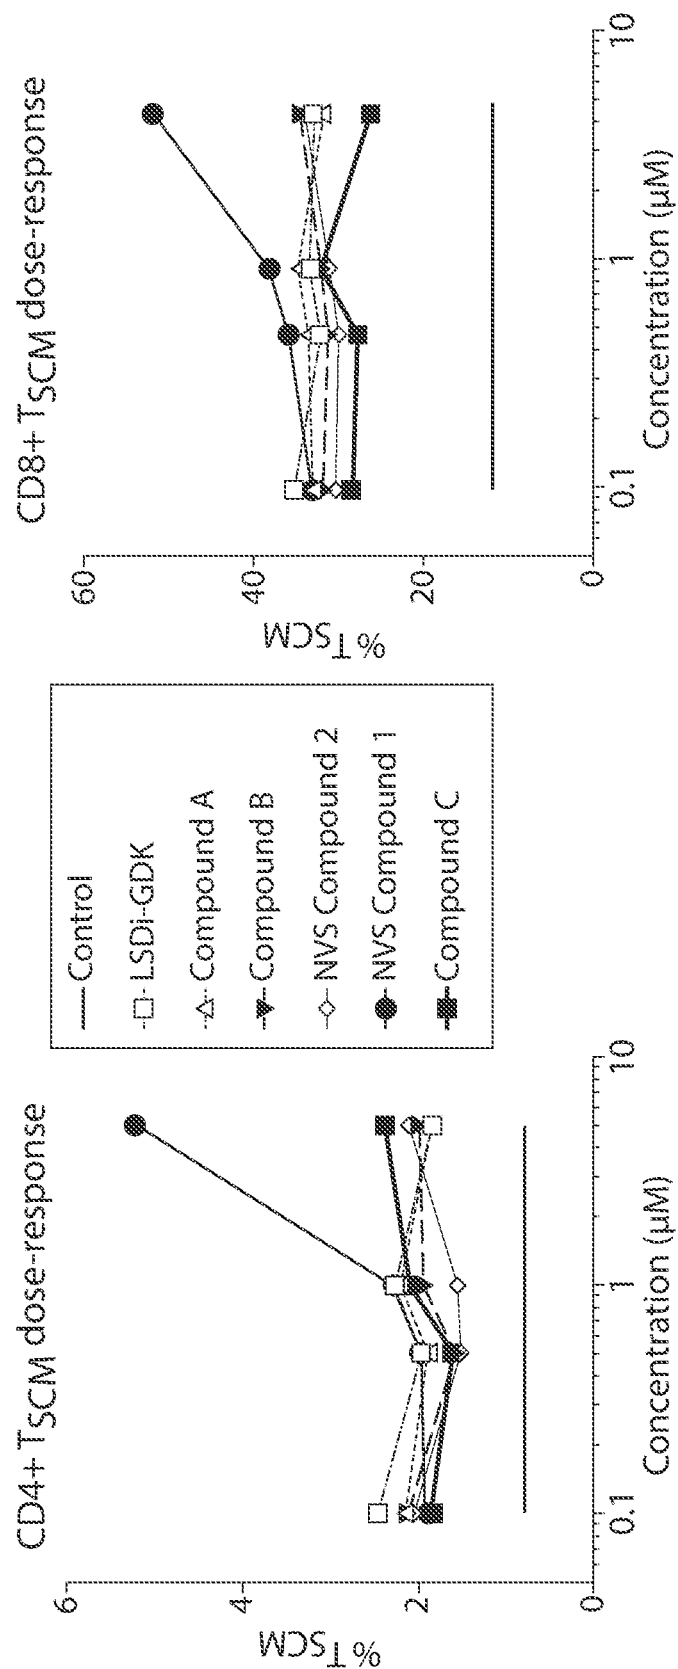 CD4+ TSCM dose-response
6
4
2
0
%TSCM
0.1
1
10
Concentration (µM)
Control
LSDi-GDK
Compound A
Compound B
NVS Compound 2
NVS Compound 1
Compound C
CD8+ TSCM dose-response
60
40
20
0
%TSCM
0.1
1
10
Concentration (µM)